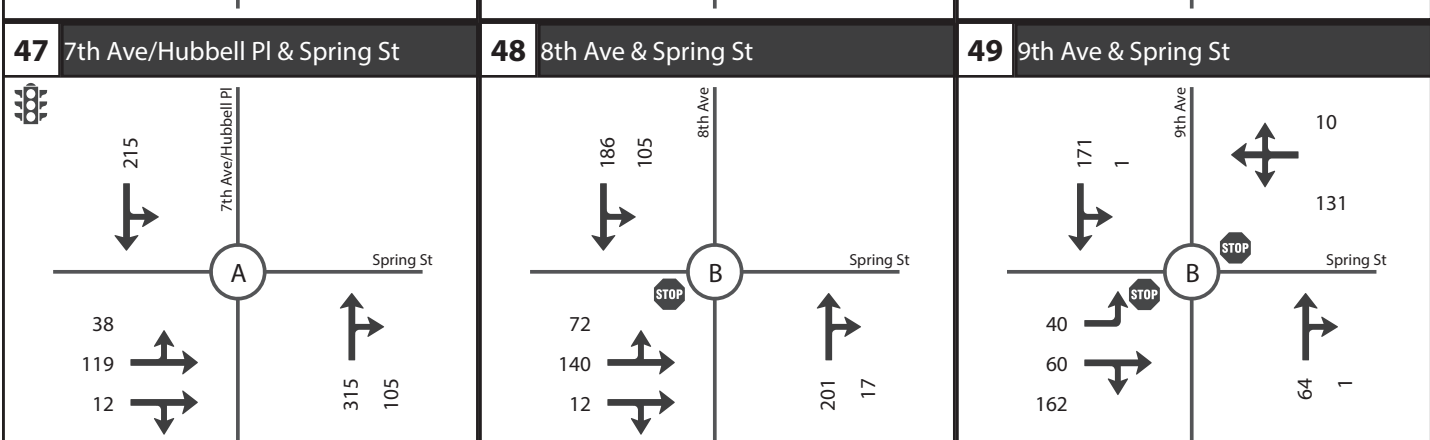 47 7th Ave/Hubbell Pl & Spring St
215
7th Ave/Hubbell Pl
A
Spring St
38
119
12
315
105
48 8th Ave & Spring St
186
105
8th Ave
B
Spring St
STOP
72
140
12
201
17
49 9th Ave & Spring St
171
1
9th Ave
10
131
STOP
B
Spring St
STOP
40
60
162
64
1